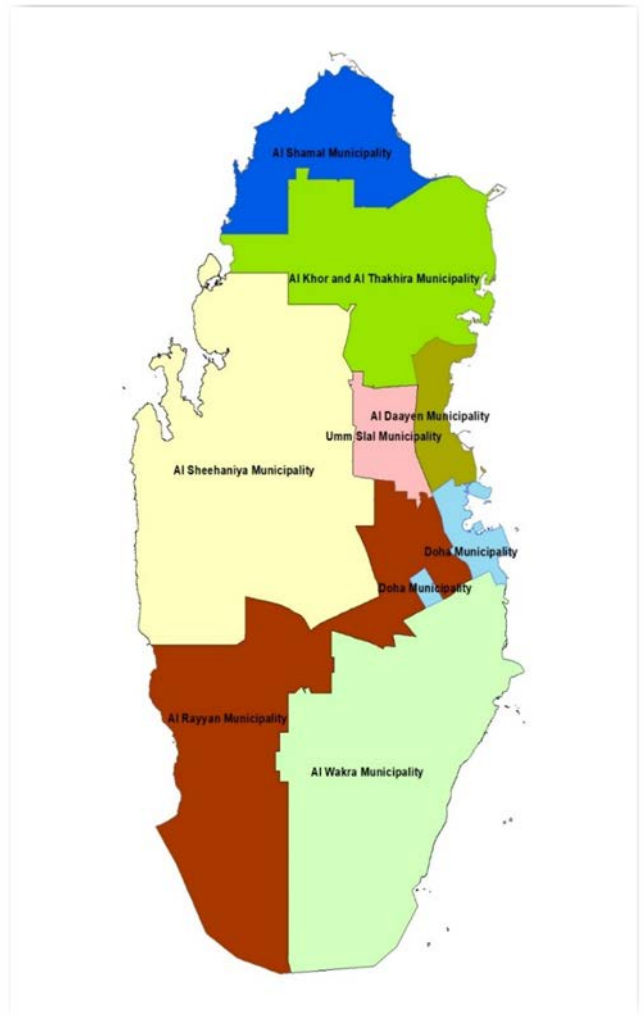 Al Shamal Municipality
Al Khor and Al Thakhira Municipality
Al Daayen Municipality
Umm Slal Municipality
Al Sheehaniya Municipality
Doha Municipality
Doha Municipality
Al Rayyan Municipality
Al Wakra Municipality